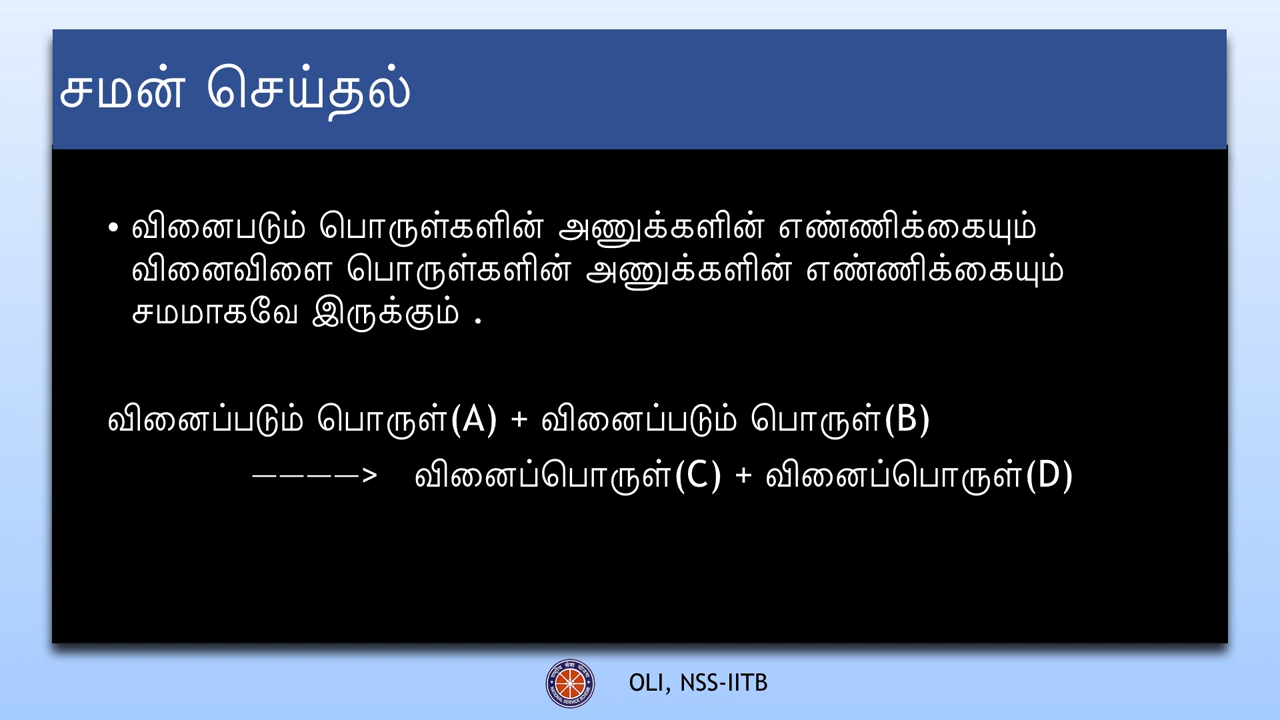 சமன் செய்தல்
• வினைபடும் பொருள்களின் அணுக்களின் எண்ணிக்கையும்
வினைவிளை பொருள்களின் அணுக்களின் எண்ணிக்கையும்
சமமாகவே இருக்கும் .
வினைப்படும் பொருள்(A) + வினைப்படும் பொருள்(B)
————> வினைப்பொருள்(C) + வினைப்பொருள்(D)
OLI, NSS-IITB